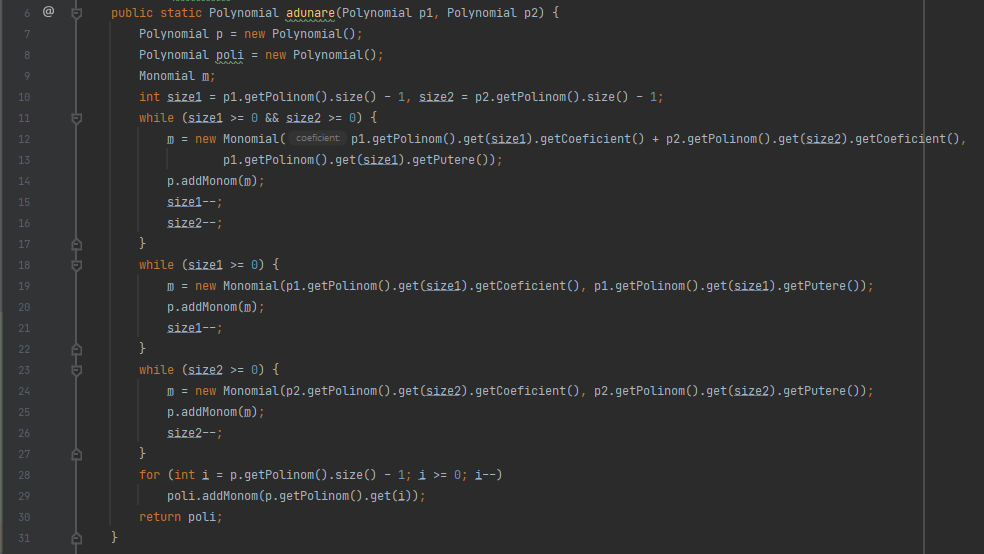 6 @ public static Polynomial adunare(Polynomial p1, Polynomial p2) {
7 Polynomial p = new Polynomial();
8 Polynomial poli = new Polynomial();
9 Monomial m;
10 int size1 = p1.getPolinom().size() - 1, size2 = p2.getPolinom().size() - 1;
11 while (size1 >= 0 && size2 >= 0) {
12 m = new Monomial( coeficient: p1.getPolinom().get(size1).getCoeficient() + p2.getPolinom().get(size2).getCoeficient(),
13 p1.getPolinom().get(size1).getPutere());
14 p.addMonom(m);
15 size1--;
16 size2--;
17 }
18 while (size1 >= 0) {
19 m = new Monomial(p1.getPolinom().get(size1).getCoeficient(), p1.getPolinom().get(size1).getPutere());
20 p.addMonom(m);
21 size1--;
22 }
23 while (size2 >= 0) {
24 m = new Monomial(p2.getPolinom().get(size2).getCoeficient(), p2.getPolinom().get(size2).getPutere());
25 p.addMonom(m);
26 size2--;
27 }
28 for (int i = p.getPolinom().size() - 1; i >= 0; i--)
29 poli.addMonom(p.getPolinom().get(i));
30 return poli;
31 }